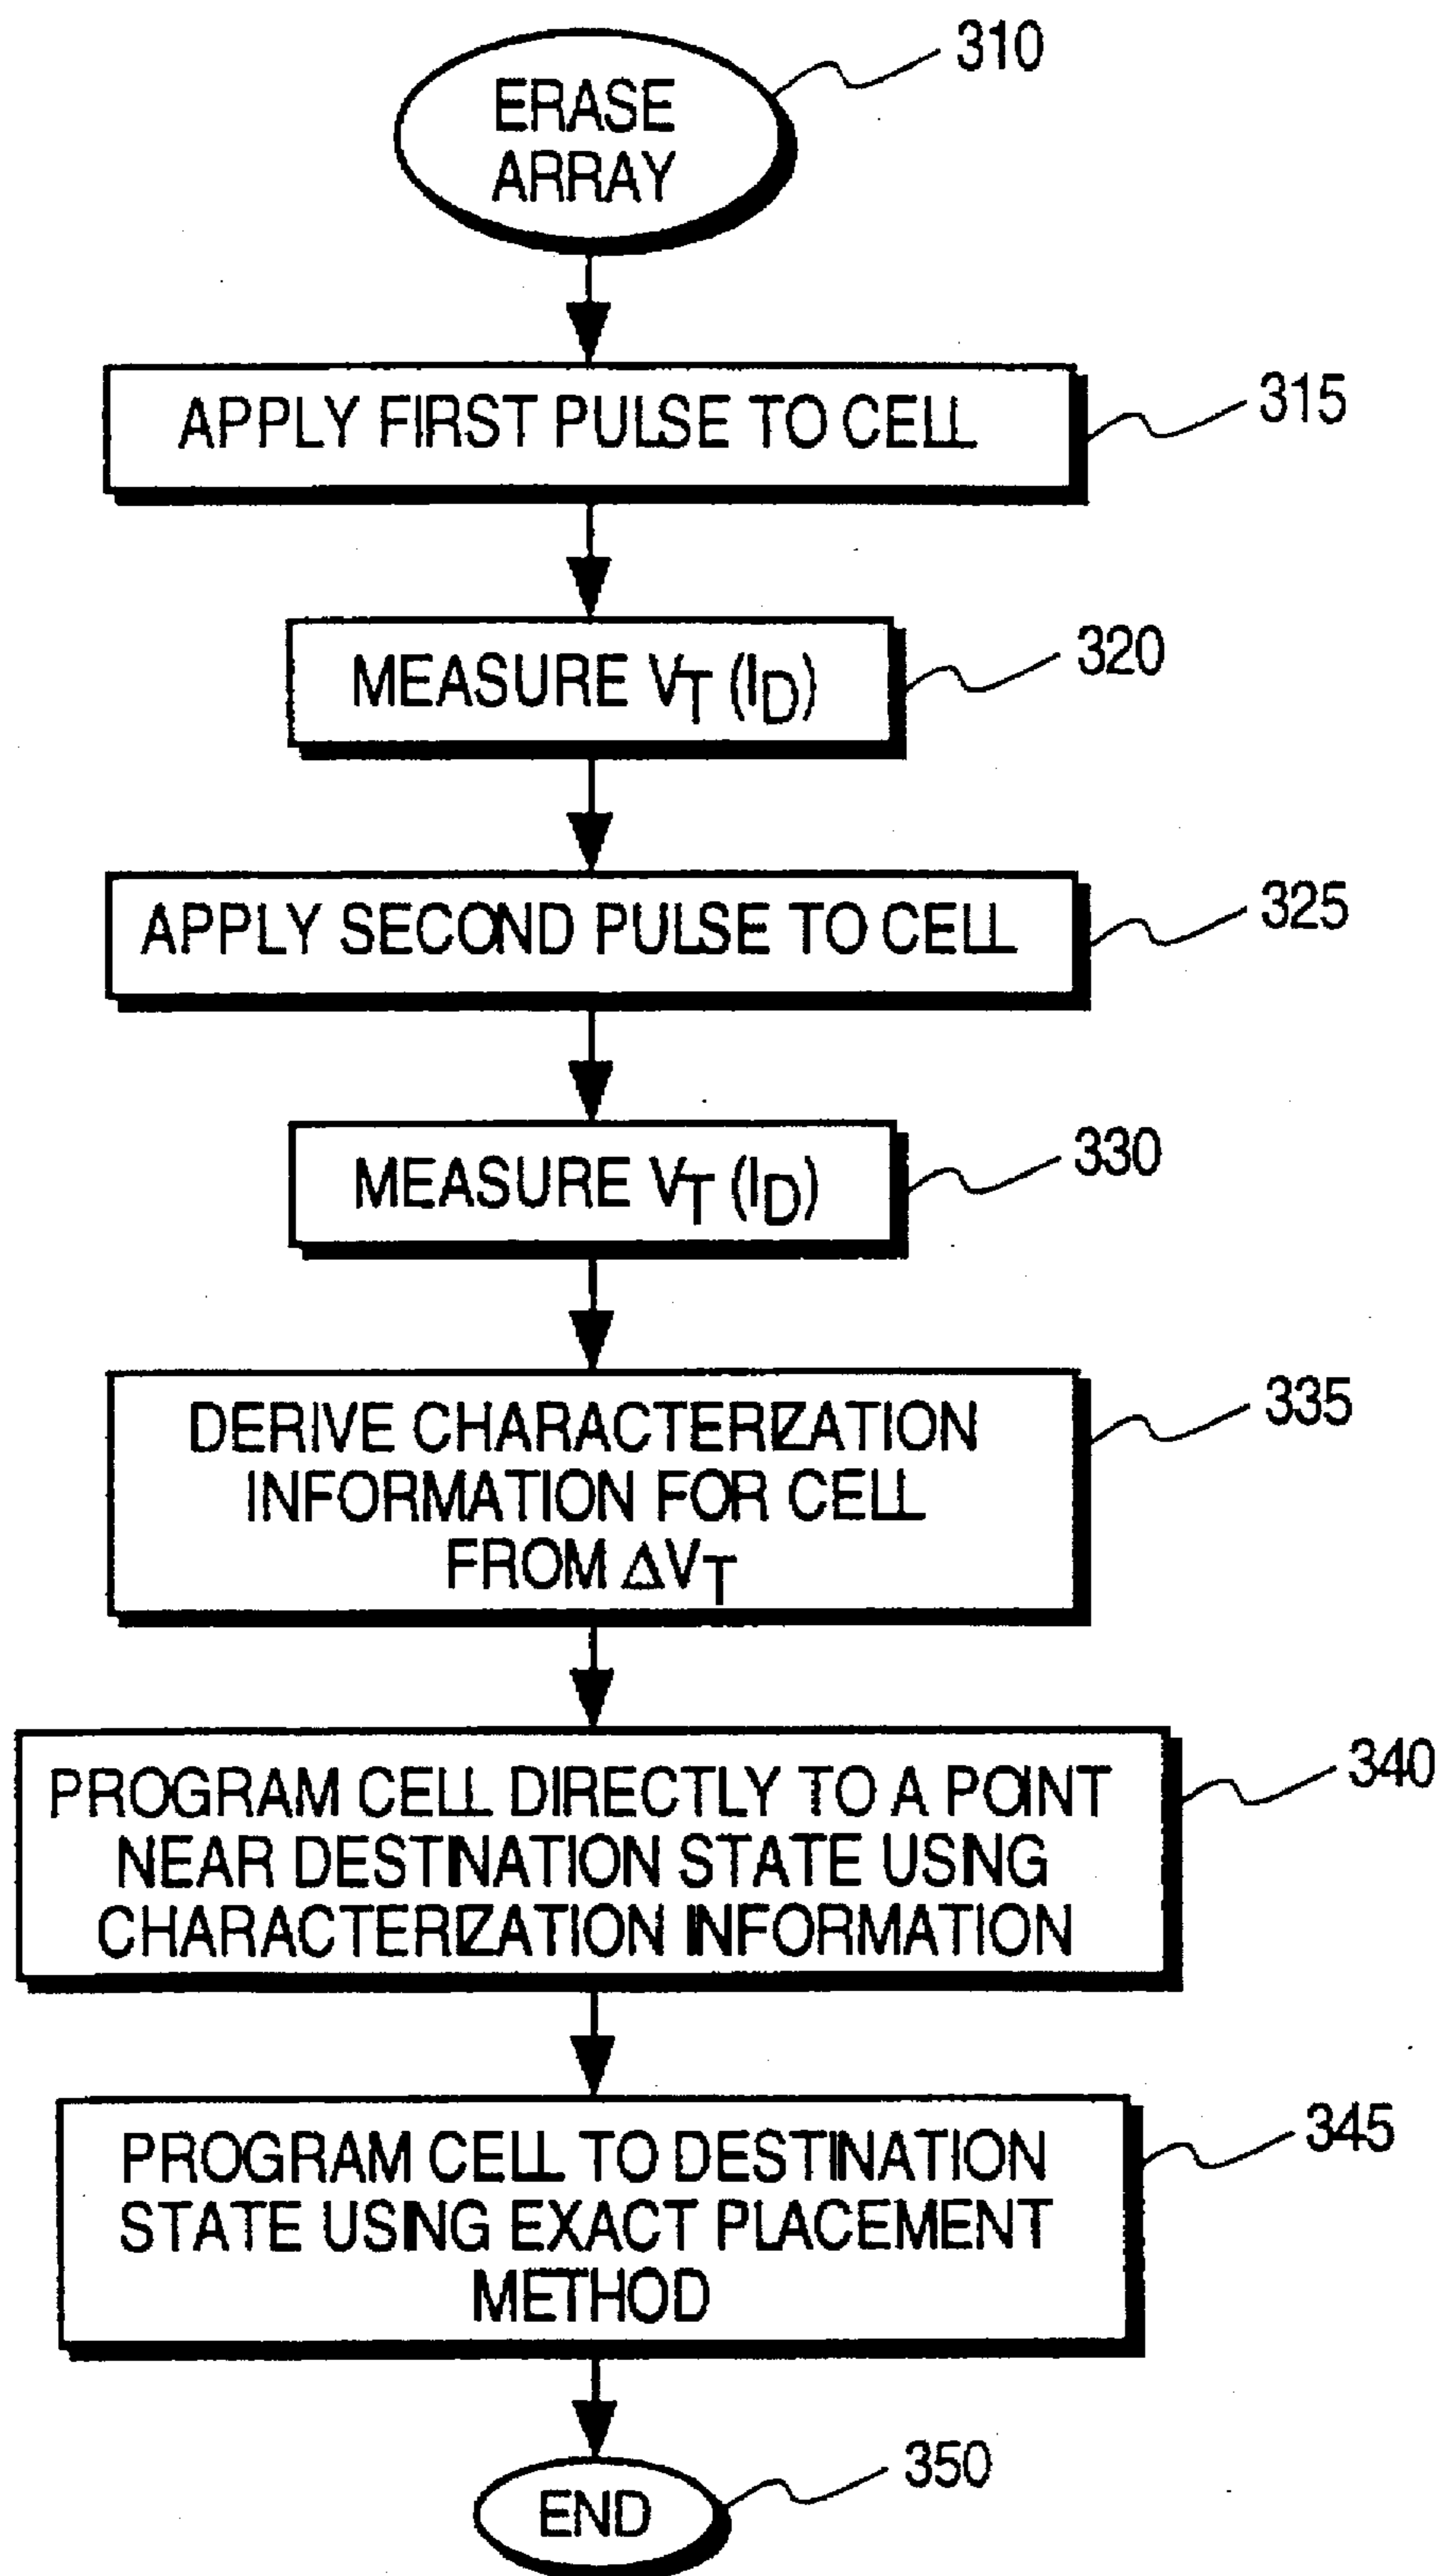 ERASE
ARRAY
310
APPLY FIRST PULSE TO CELL
315
MEASURE VT (ID)
320
APPLY SECOND PULSE TO CELL
325
MEASURE VT (ID)
330
DERIVE CHARACTERIZATION
INFORMATION FOR CELL
FROM ΔVT
335
PROGRAM CELL DIRECTLY TO A POINT
NEAR DESTINATION STATE USING
CHARACTERIZATION INFORMATION
340
PROGRAM CELL TO DESTINATION
STATE USING EXACT PLACEMENT
METHOD
345
END
350